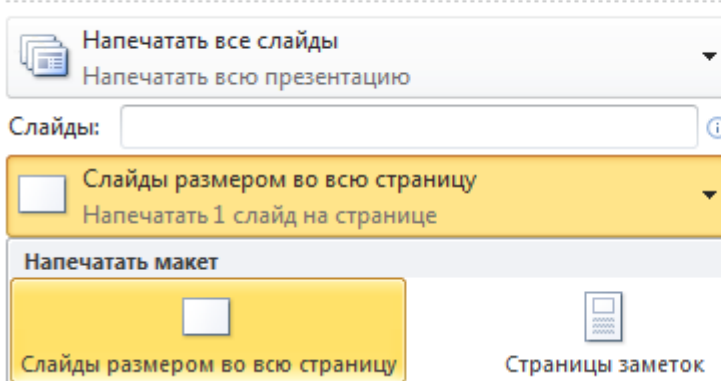 Напечатать все слайды
Напечатать всю презентацию
Слайды:
Слайды размером во всю страницу
Напечатать 1 слайд на странице
Напечатать макет
Слайды размером во всю страницу
Страницы заметок